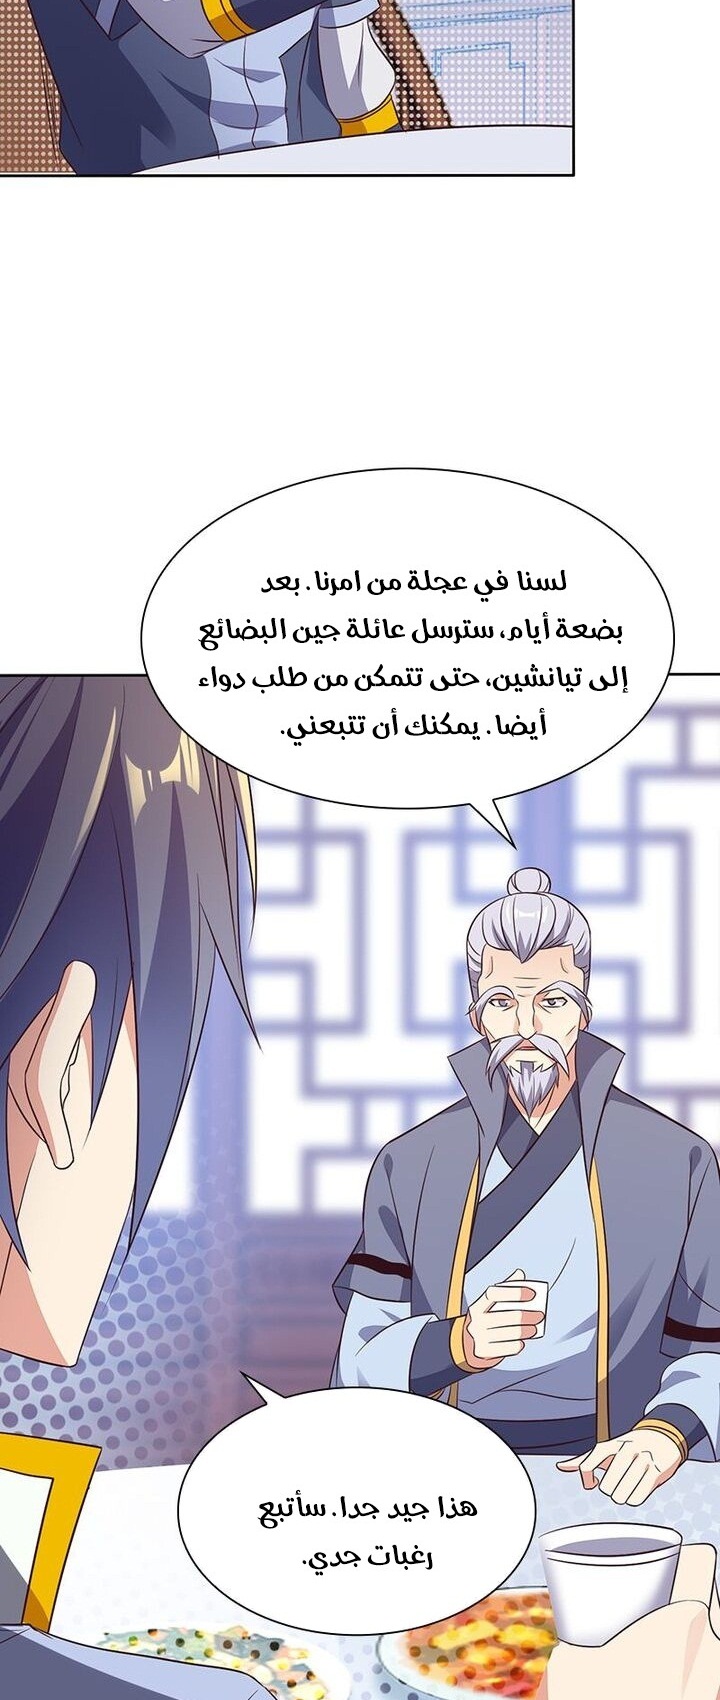 لسنا في عجلة من امرنا. بعد
بضعة أيام، سترسل عائلة جين البضائع
إلى تيانشين، حتى تتمكن من طلب دواء
أيضا. يمكنك أن تتبعني.
هذا جيد جدا. سأتبع
رغبات جدي.